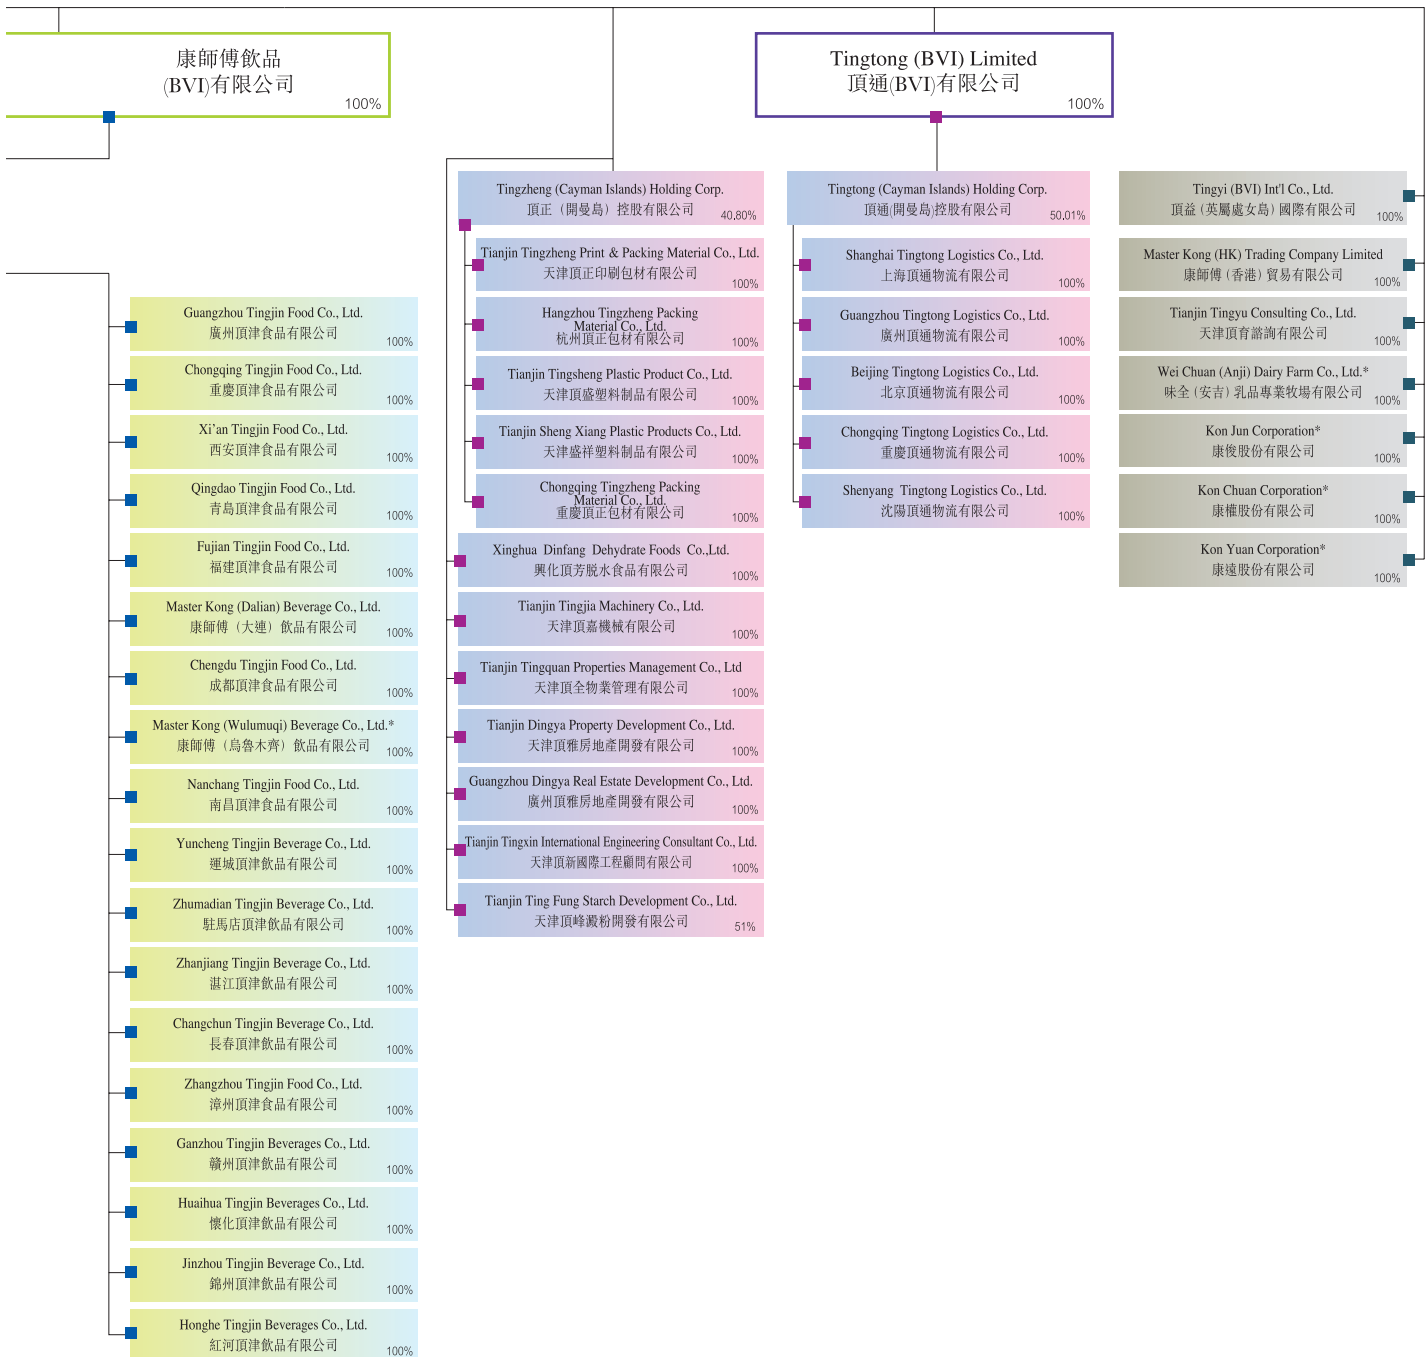 康師傅飲品
(BVI)有限公司
100%
Tingtong (BVI) Limited
頂通(BVI)有限公司
100%
Guangzhou Tingjin Food Co., Ltd.
廣州頂津食品有限公司
100%
Chongqing Tingjin Food Co., Ltd.
重慶頂津食品有限公司
100%
Xi'an Tingjin Food Co., Ltd.
西安頂津食品有限公司
100%
Qingdao Tingjin Food Co., Ltd.
青島頂津食品有限公司
100%
Fujian Tingjin Food Co., Ltd.
福建頂津食品有限公司
100%
Master Kong (Dalian) Beverage Co., Ltd.
康師傅（大連）飲品有限公司
100%
Chengdu Tingjin Food Co., Ltd.
成都頂津食品有限公司
100%
Master Kong (Wulumuqi) Beverage Co., Ltd.*
康師傅（烏魯木齊）飲品有限公司
100%
Nanchang Tingjin Food Co., Ltd.
南昌頂津食品有限公司
100%
Yuncheng Tingjin Beverage Co., Ltd.
運城頂津飲品有限公司
100%
Zhumadian Tingjin Beverage Co., Ltd.
駐馬店頂津飲品有限公司
100%
Zhanjiang Tingjin Beverage Co., Ltd.
湛江頂津飲品有限公司
100%
Changchun Tingjin Beverage Co., Ltd.
長春頂津飲品有限公司
100%
Zhangzhou Tingjin Food Co., Ltd.
漳州頂津食品有限公司
100%
Ganzhou Tingjin Beverages Co., Ltd.
贛州頂津飲品有限公司
100%
Huaihua Tingjin Beverages Co., Ltd.
懷化頂津飲品有限公司
100%
Jinzhou Tingjin Beverage Co., Ltd.
錦州頂津飲品有限公司
100%
Honghe Tingjin Beverages Co., Ltd.
紅河頂津飲品有限公司
100%
Tingzheng (Cayman Islands) Holding Corp.
頂正（開曼島）控股有限公司
40.80%
Tianjin Tingzheng Print & Packing Material Co., Ltd.
天津頂正印刷包材有限公司
100%
Hangzhou Tingzheng Packing
Material Co., Ltd.
杭州頂正包材有限公司
100%
Tianjin Tingsheng Plastic Product Co., Ltd.
天津頂盛塑料制品有限公司
100%
Tianjin Sheng Xiang Plastic Products Co., Ltd.
天津盛祥塑料制品有限公司
100%
Chongqing Tingzheng Packing
Material Co., Ltd.
重慶頂正包材有限公司
100%
Xinghua Dinfang Dehydrate Foods Co.,Ltd.
興化頂芳脱水食品有限公司
100%
Tianjin Tingjia Machinery Co., Ltd.
天津頂嘉機械有限公司
100%
Tianjin Tingquan Properties Management Co., Ltd
天津頂全物業管理有限公司
100%
Tianjin Dingya Property Development Co., Ltd.
天津頂雅房地產開發有限公司
100%
Guangzhou Dingya Real Estate Development Co., Ltd.
廣州頂雅房地產開發有限公司
100%
Tianjin Tingxin International Engineering Consultant Co., Ltd.
天津頂新國際工程顧問有限公司
100%
Tianjin Ting Fung Starch Development Co., Ltd.
天津頂峰澱粉開發有限公司
51%
Tingtong (Cayman Islands) Holding Corp.
頂通(開曼島)控股有限公司
50.01%
Shanghai Tingtong Logistics Co., Ltd.
上海頂通物流有限公司
100%
Guangzhou Tingtong Logistics Co., Ltd.
廣州頂通物流有限公司
100%
Beijing Tingtong Logistics Co., Ltd.
北京頂通物流有限公司
100%
Chongqing Tingtong Logistics Co., Ltd.
重慶頂通物流有限公司
100%
Shenyang Tingtong Logistics Co., Ltd.
沈陽頂通物流有限公司
100%
Tingyi (BVI) Int'l Co., Ltd.
頂益（英屬處女島）國際有限公司
100%
Master Kong (HK) Trading Company Limited
康師傅（香港）貿易有限公司
100%
Tianjin Tingyu Consulting Co., Ltd.
天津頂育諮詢有限公司
100%
Wei Chuan (Anji) Dairy Farm Co., Ltd.*
味全（安吉）乳品專業牧場有限公司
100%
Kon Jun Corporation*
康俊股份有限公司
100%
Kon Chuan Corporation*
康權股份有限公司
100%
Kon Yuan Corporation*
康遠股份有限公司
100%